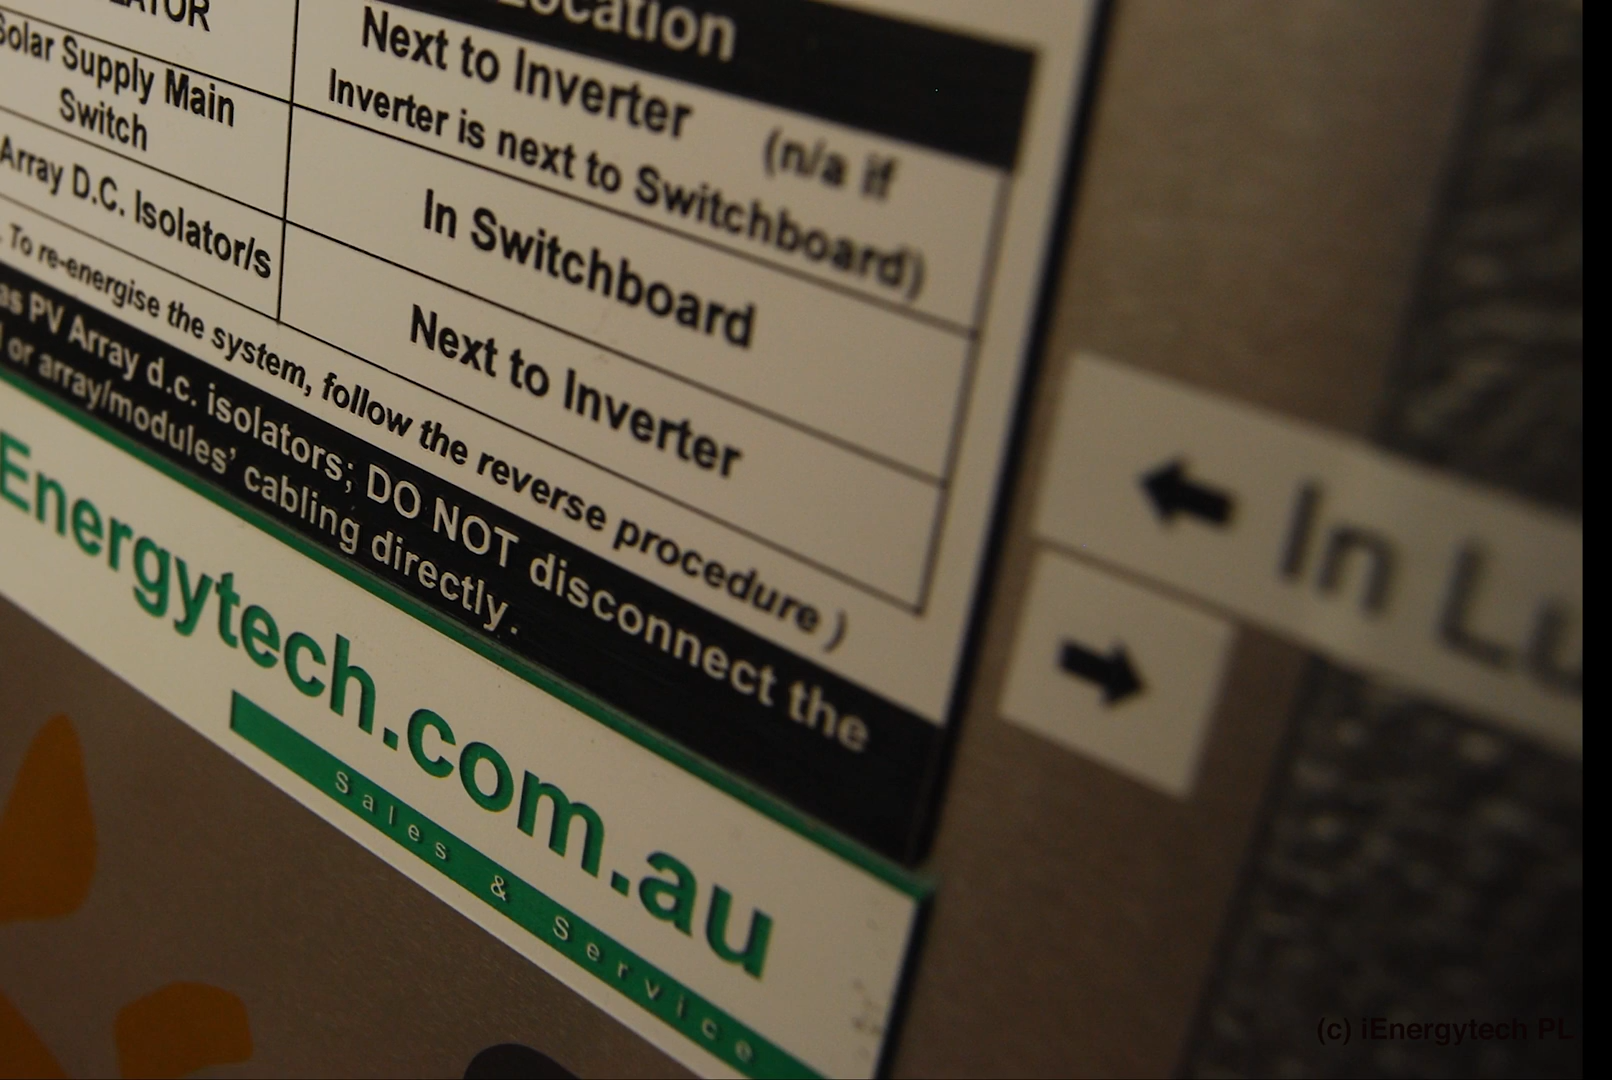 Location
Next to Inverter (n/a if
Inverter is next to Switchboard)
Solar Supply Main
Switch
In Switchboard
Array D.C. Isolator/s
Next to Inverter
. To re-energise the system, follow the reverse procedure )
as PV Array d.c. isolators; DO NOT disconnect the
or array/modules’ cabling directly.
Energytech.com.au
Sales & Service
← In
→
(c) iEnergytech PL